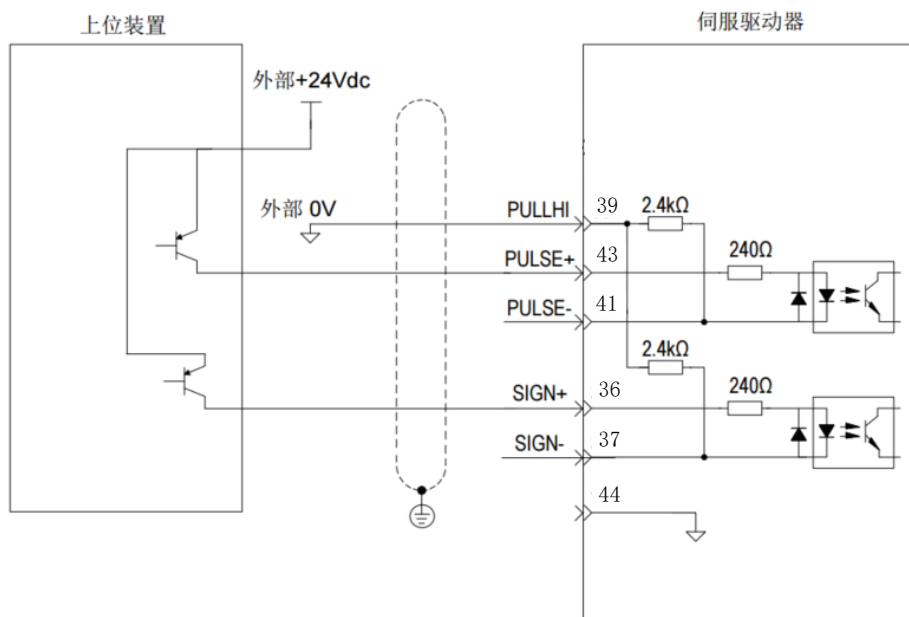 上位装置
伺服驱动器
外部+24Vdc
外部 0V
PULLHI
39
2.4kΩ
PULSE+
43
240Ω
PULSE-
41
2.4kΩ
SIGN+
36
240Ω
SIGN-
37
44